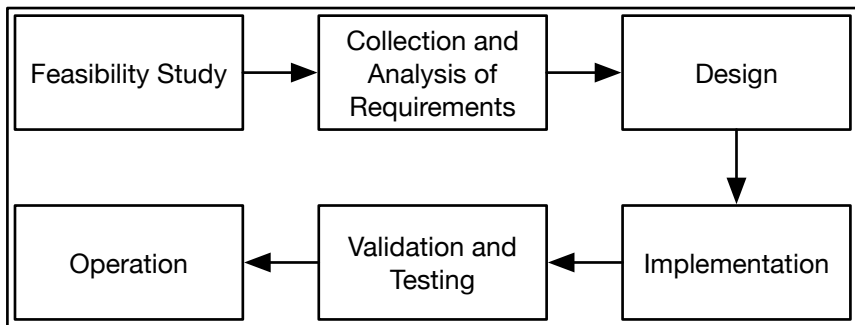 Feasibility Study
Collection and
Analysis of
Requirements
Design
Operation
Validation and
Testing
Implementation